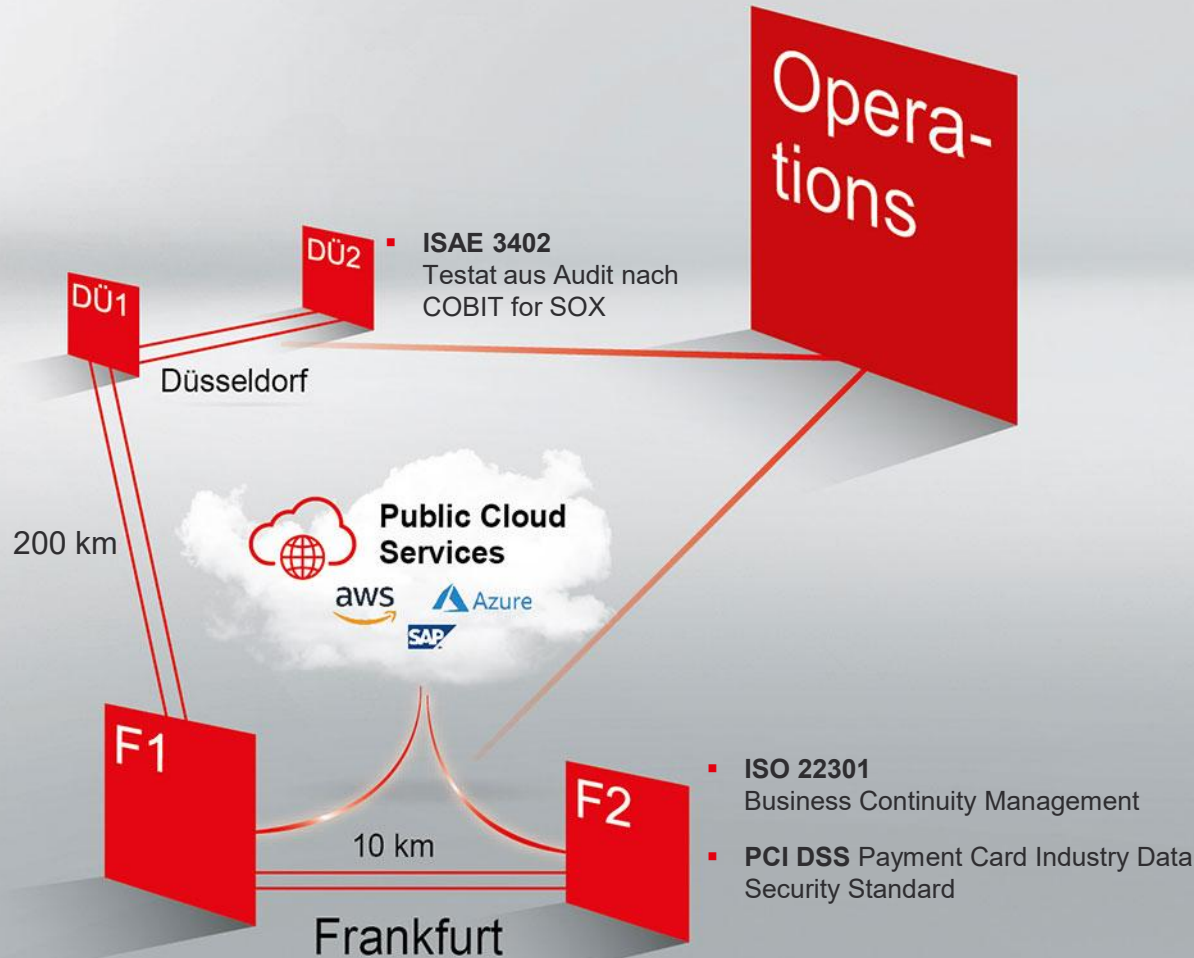 Opera-
tions
DÜ2
▪ ISAE 3402
Testat aus Audit nach
COBIT for SOX
DÜ1
Düsseldorf
200 km
Public Cloud
Services
aws
Azure
SAP
F1
F2
10 km
Frankfurt
▪ ISO 22301
Business Continuity Management
▪ PCI DSS Payment Card Industry Data
Security Standard